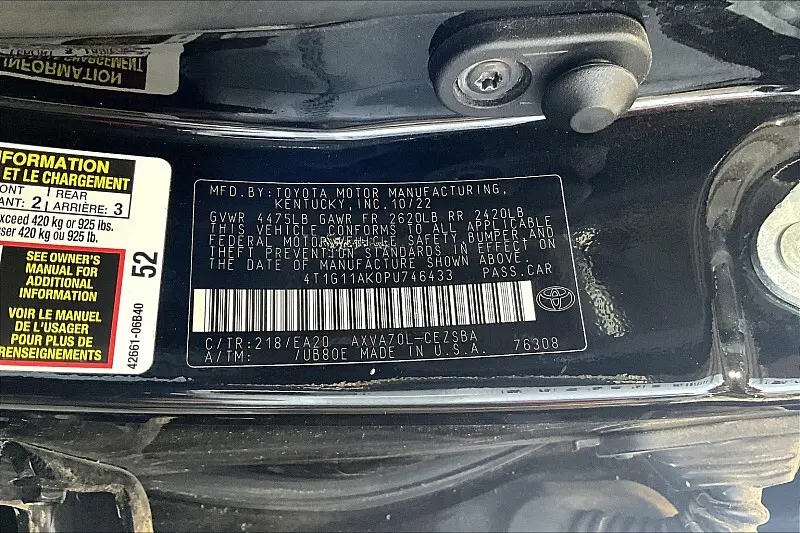 INFORMATION
NFORMATION
ET LE CHARGEMENT
ONT
REAR
ANT: 2
ARRIÈRE: 3
xceed 420 kg or 925 lbs.
ser 420 kg ou 925 lb.
SEE OWNER'S
MANUAL FOR
ADDITIONAL
INFORMATION
VOIR LE MANUEL
DE L'USAGER
POUR PLUS DE
RENSEIGNEMENTS
52
42661-06B40
MFD. BY: TOYOTA MOTOR MANUFACTURING,
KENTUCKY, INC. 10/22
GVWR 4475LB GAWR FR 2620LB RR 2420LB
THIS VEHICLE CONFORMS TO ALL APPLICABLE
FEDERAL MOTOR VEHICLE SAFETY, BUMPER, AND
THEFT PREVENTION STANDARDS IN EFFECT ON
THE DATE OF MANUFACTURE SHOWN ABOVE.
4T1G11AK0PU746433 PASS. CAR
C/TR: 218/EA20 AXVA70L-CEZSBA
A/TM: 7UB80E MADE IN U.S.A. 76308